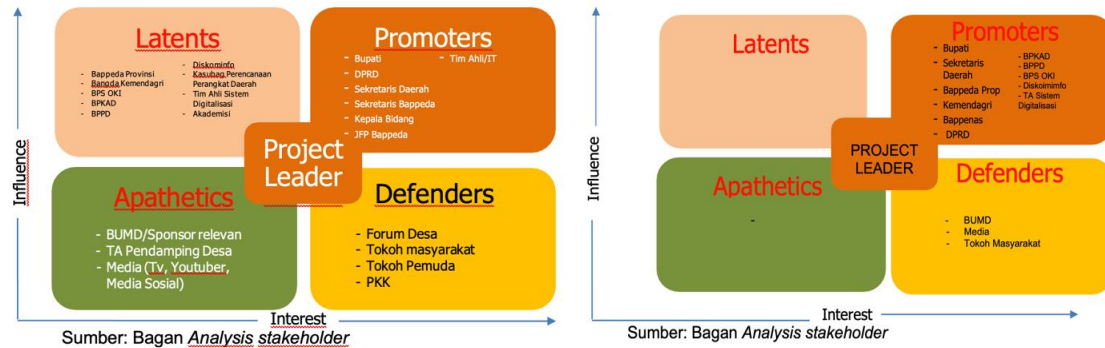 Latents
- Bappeda Provinsi
- Bangda Kemendagri
- BPS OKI
- BPKAD
- BPPD
- Diskominfo
- Kasubag Perencanaan
Perangkat Daerah
- Tim Ahli Sistem
Digitalisasi
- Akademisi
Promoters
- Bupati
- DPRD
- Sekretaris Daerah
- Sekretaris Bappeda
- Kepala Bidang
- JFP Bappeda
- Tim Ahli/IT
Project
Leader
Apathetics
- BUMD/Sponsor relevan
- TA Pendamping Desa
- Media (Tv, Youtuber,
Media Sosial)
Defenders
- Forum Desa
- Tokoh masyarakat
- Tokoh Pemuda
- PKK
Influence
Interest
Sumber: Bagan Analysis stakeholder
Latents
Promoters
- Bupati
- Sekretaris
Daerah
- Bappeda Prop
- Kemendagri
- Bappenas
- DPRD
- BPKAD
- BPPD
- BPS OKI
- Diskoimimfo
- TA Sistem
Digitalisasi
PROJECT
LEADER
Apathetics
-
Defenders
- BUMD
- Media
- Tokoh Masyarakat
Influence
Interest
Sumber: Bagan Analysis stakeholder